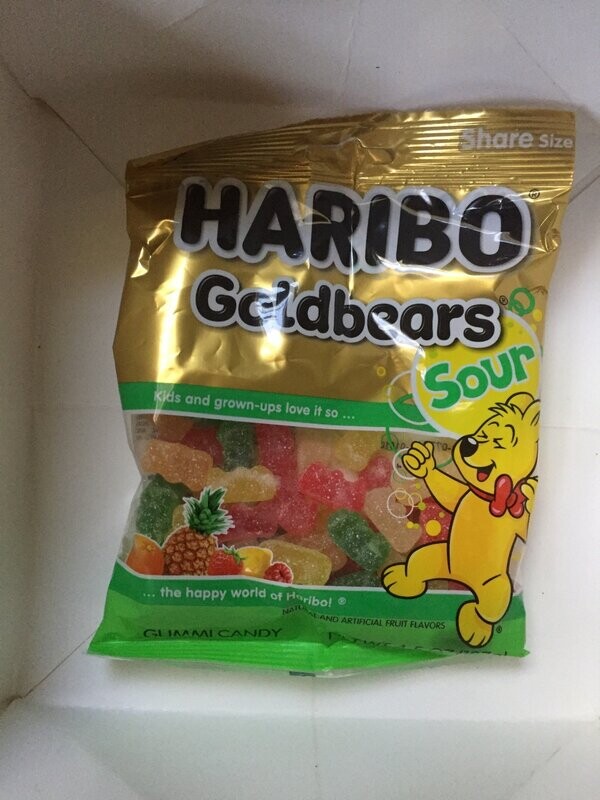 Share Size
HARIBO®
Goldbears®
Sour
Kids and grown-ups love it so ...
... the happy world of Haribo! ®
NATURAL AND ARTIFICIAL FRUIT FLAVORS
GUMMI CANDY